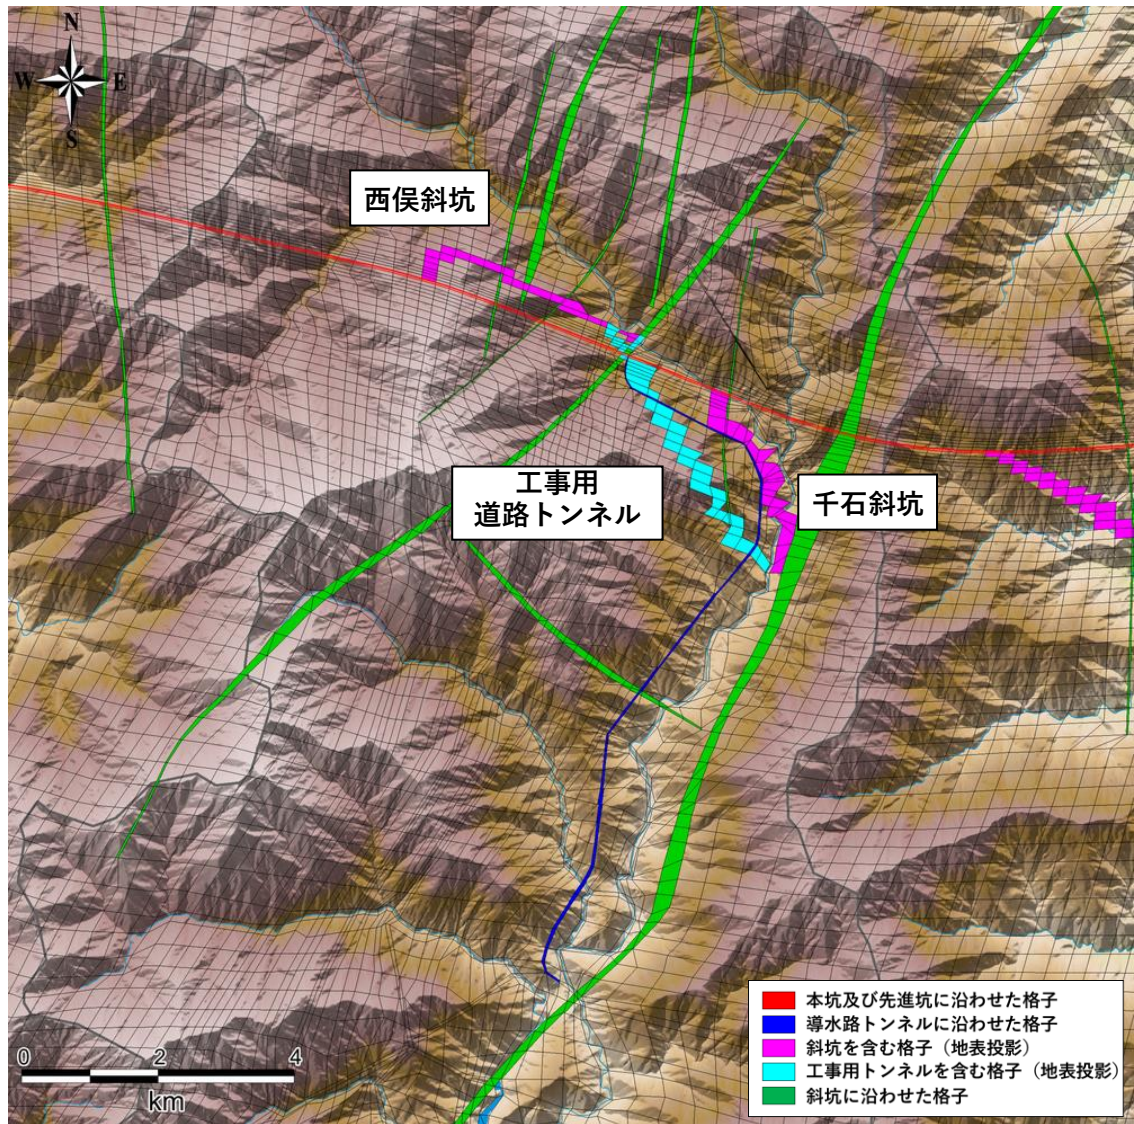 N
W E
S
西俣斜坑
工事用
道路トンネル
千石斜坑
本坑及び先進坑に沿わせた格子
導水路トンネルに沿わせた格子
斜坑を含む格子（地表投影）
工事用トンネルを含む格子（地表投影）
斜坑に沿わせた格子
0 2 4
km